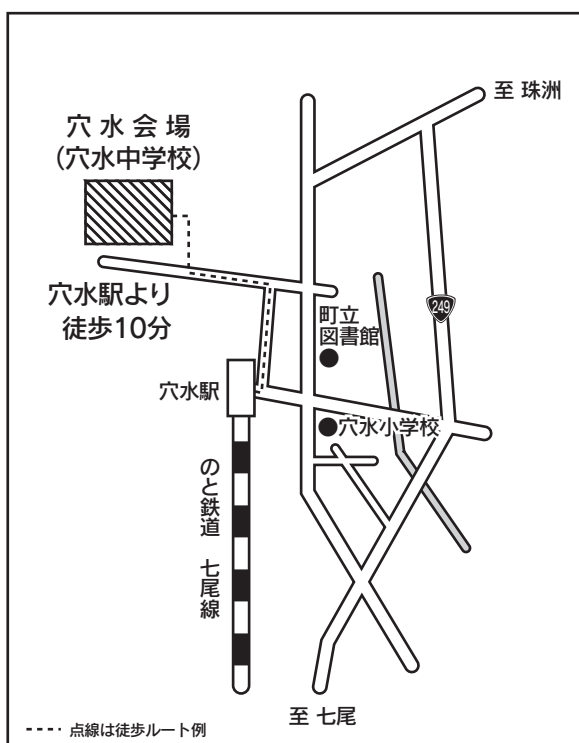 至 珠洲
穴水会場
(穴水中学校)
249
穴水駅より
徒歩10分
町立
図書館
穴水駅
穴水小学校
のと鉄道 七尾線
至 七尾
点線は徒歩ルート例